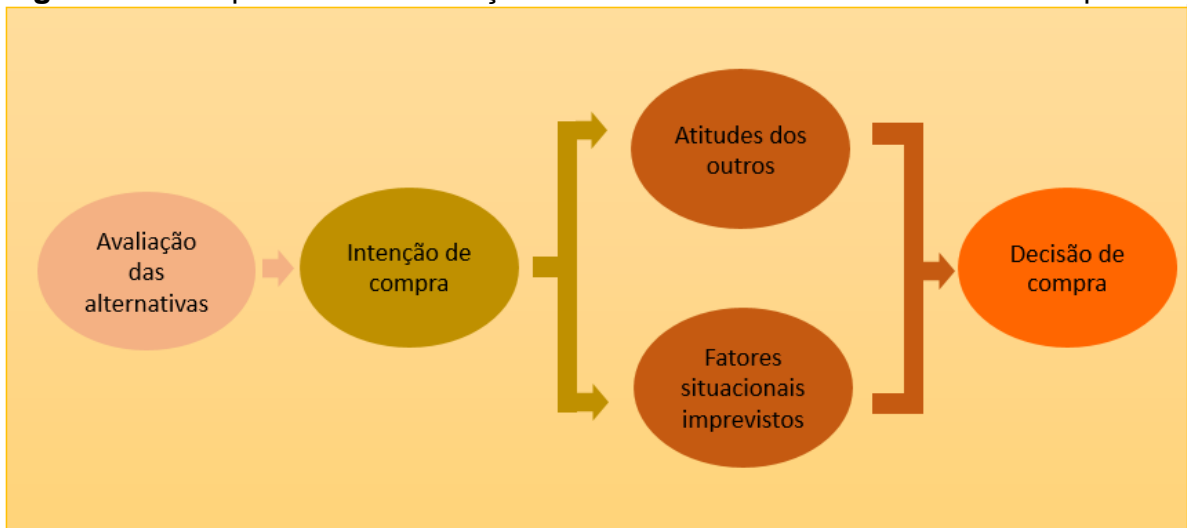 Avaliação
das
alternativas
Intenção de
compra
Atitudes dos
outros
Fatores
situacionais
imprevistos
Decisão de
compra